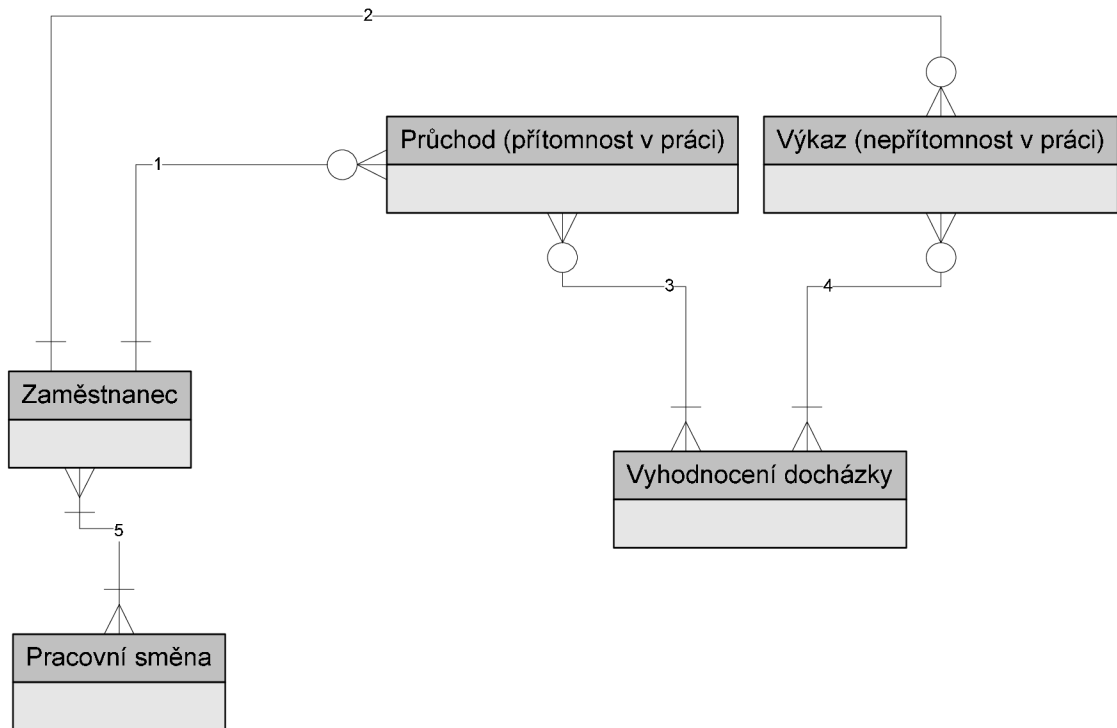 2
Průchod (přítomnost v práci)
Výkaz (nepřítomnost v práci)
1
3
4
Zaměstnanec
Vyhodnocení docházky
5
Pracovní směna